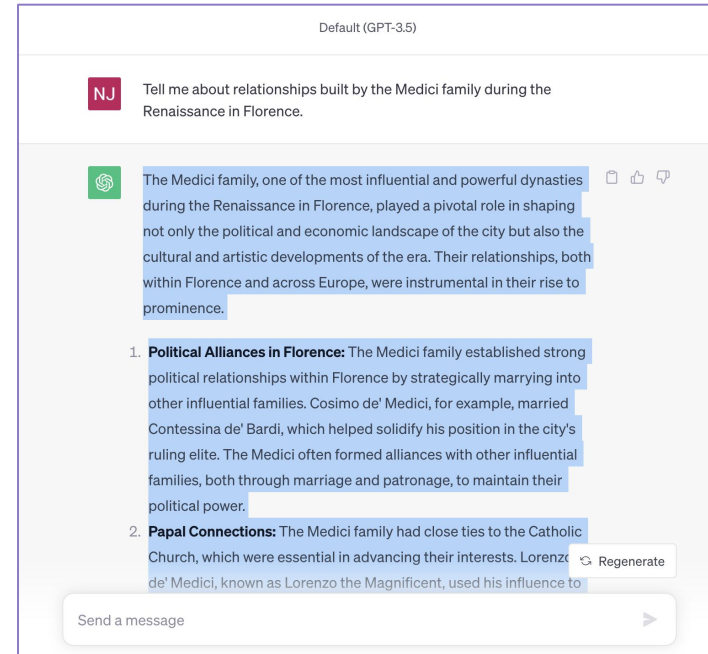 Default (GPT-3.5)
NJ
Tell me about relationships built by the Medici family during the
Renaissance in Florence.
The Medici family, one of the most influential and powerful dynasties
during the Renaissance in Florence, played a pivotal role in shaping
not only the political and economic landscape of the city but also the
cultural and artistic developments of the era. Their relationships, both
within Florence and across Europe, were instrumental in their rise to
prominence.
1. Political Alliances in Florence: The Medici family established strong
political relationships within Florence by strategically marrying into
other influential families. Cosimo de' Medici, for example, married
Contessina de' Bardi, which helped solidify his position in the city's
ruling elite. The Medici often formed alliances with other influential
families, both through marriage and patronage, to maintain their
political power.
2. Papal Connections: The Medici family had close ties to the Catholic
Church, which were essential in advancing their interests. Lorenzo
Regenerate
de' Medici, known as Lorenzo the Magnificent, used his influence to
Send a message